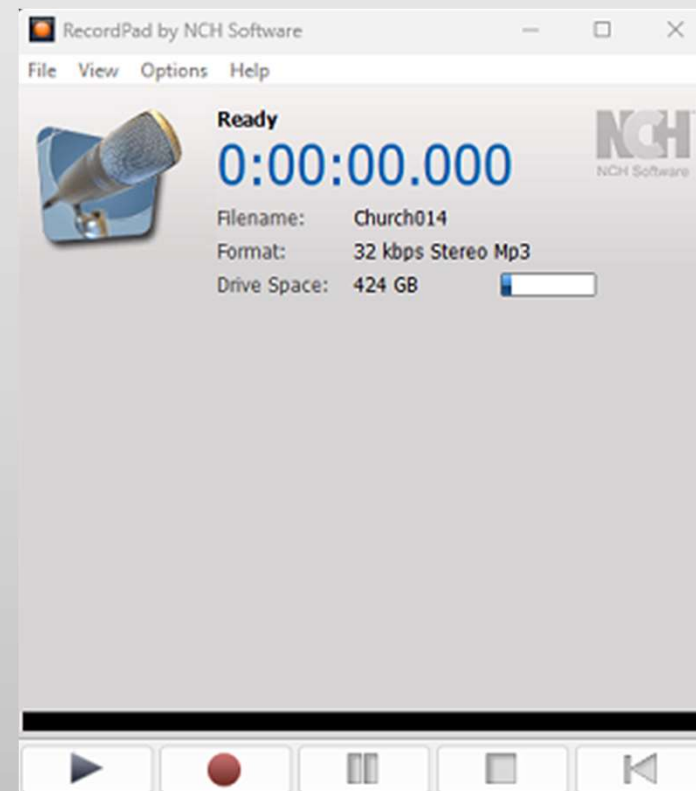 RecordPad by NCH Software
File View Options Help
Ready
0:00:00.000
NCH
NCH Software
Filename: Church014
Format: 32 kbps Stereo Mp3
Drive Space: 424 GB